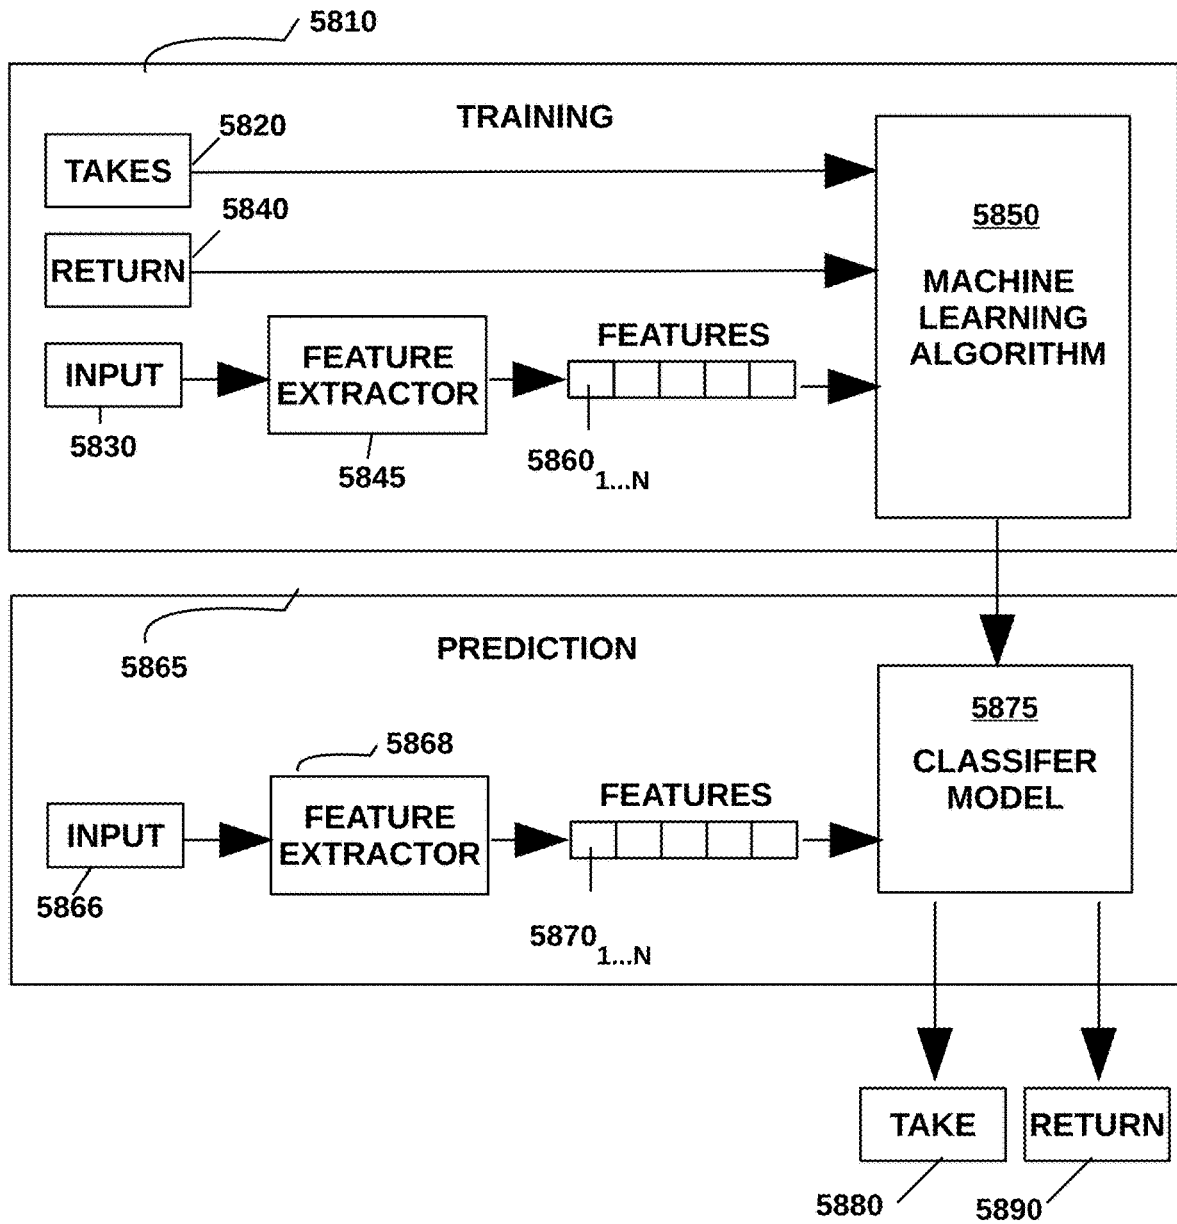 5810
TRAINING
5820
TAKES
5840
RETURN
5850
MACHINE
LEARNING
ALGORITHM
INPUT
5830
FEATURE
EXTRACTOR
5845
FEATURES
5860 1...N
5865
PREDICTION
5875
CLASSIFER
MODEL
5868
FEATURE
EXTRACTOR
INPUT
5866
FEATURES
5870 1...N
TAKE
RETURN
5880
5890